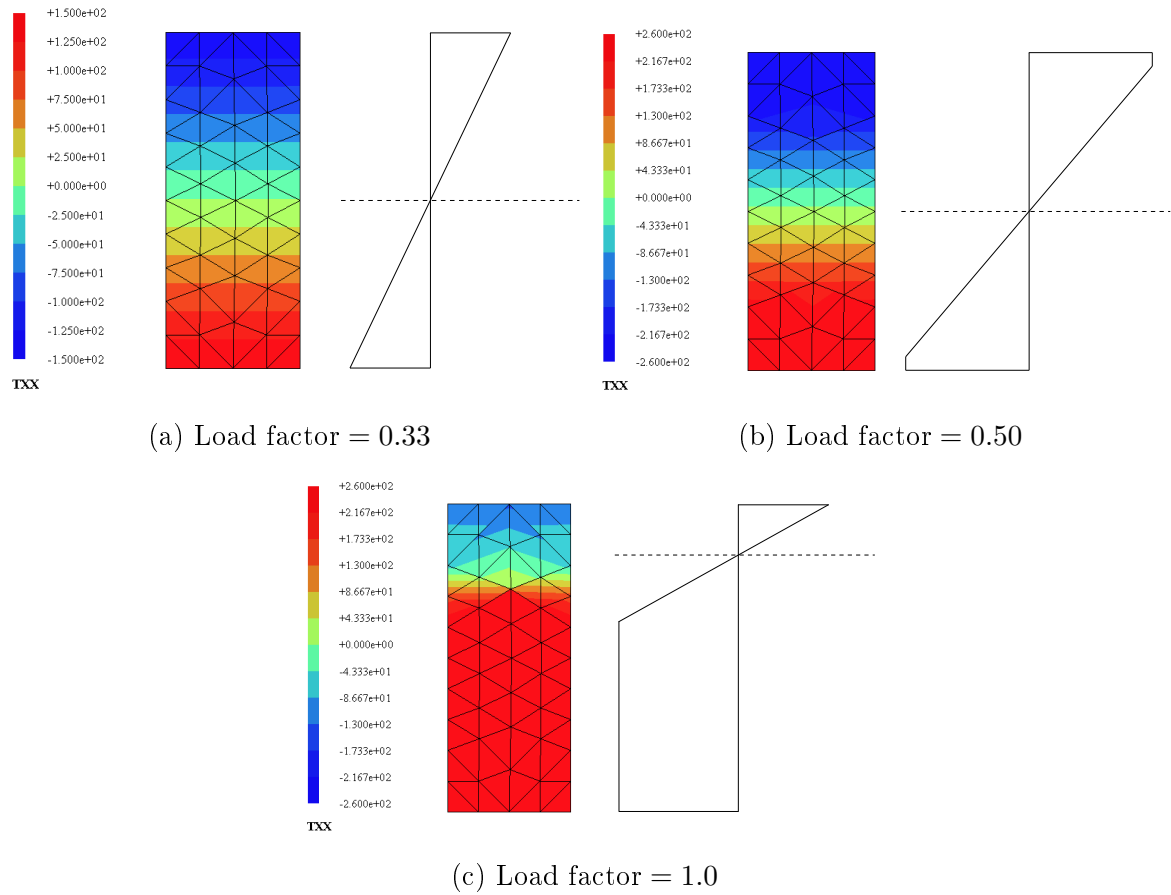 +1.500e+02
+1.250e+02
+1.000e+02
+7.500e+01
+5.000e+01
+2.500e+01
+0.000e+00
-2.500e+01
-5.000e+01
-7.500e+01
-1.000e+02
-1.250e+02
-1.500e+02
TXX
(a) Load factor = 0.33
+2.600e+02
+2.167e+02
+1.733e+02
+1.300e+02
+8.667e+01
+4.333e+01
+0.000e+00
-4.333e+01
-8.661e+01
-1.300e+02
-1.733e+02
-2.167e+02
-2.600e+02
TXX
(b) Load factor = 0.50
+2.600e+02
+2.167e+02
+1.733e+02
+1.300e+02
+8.667e+01
+4.333e+01
+0.000e+00
-4.333e+01
-8.667e+01
-1.300e+02
-1.733e+02
-2.167e+02
-2.600e+02
TXX
(c) Load factor = 1.0